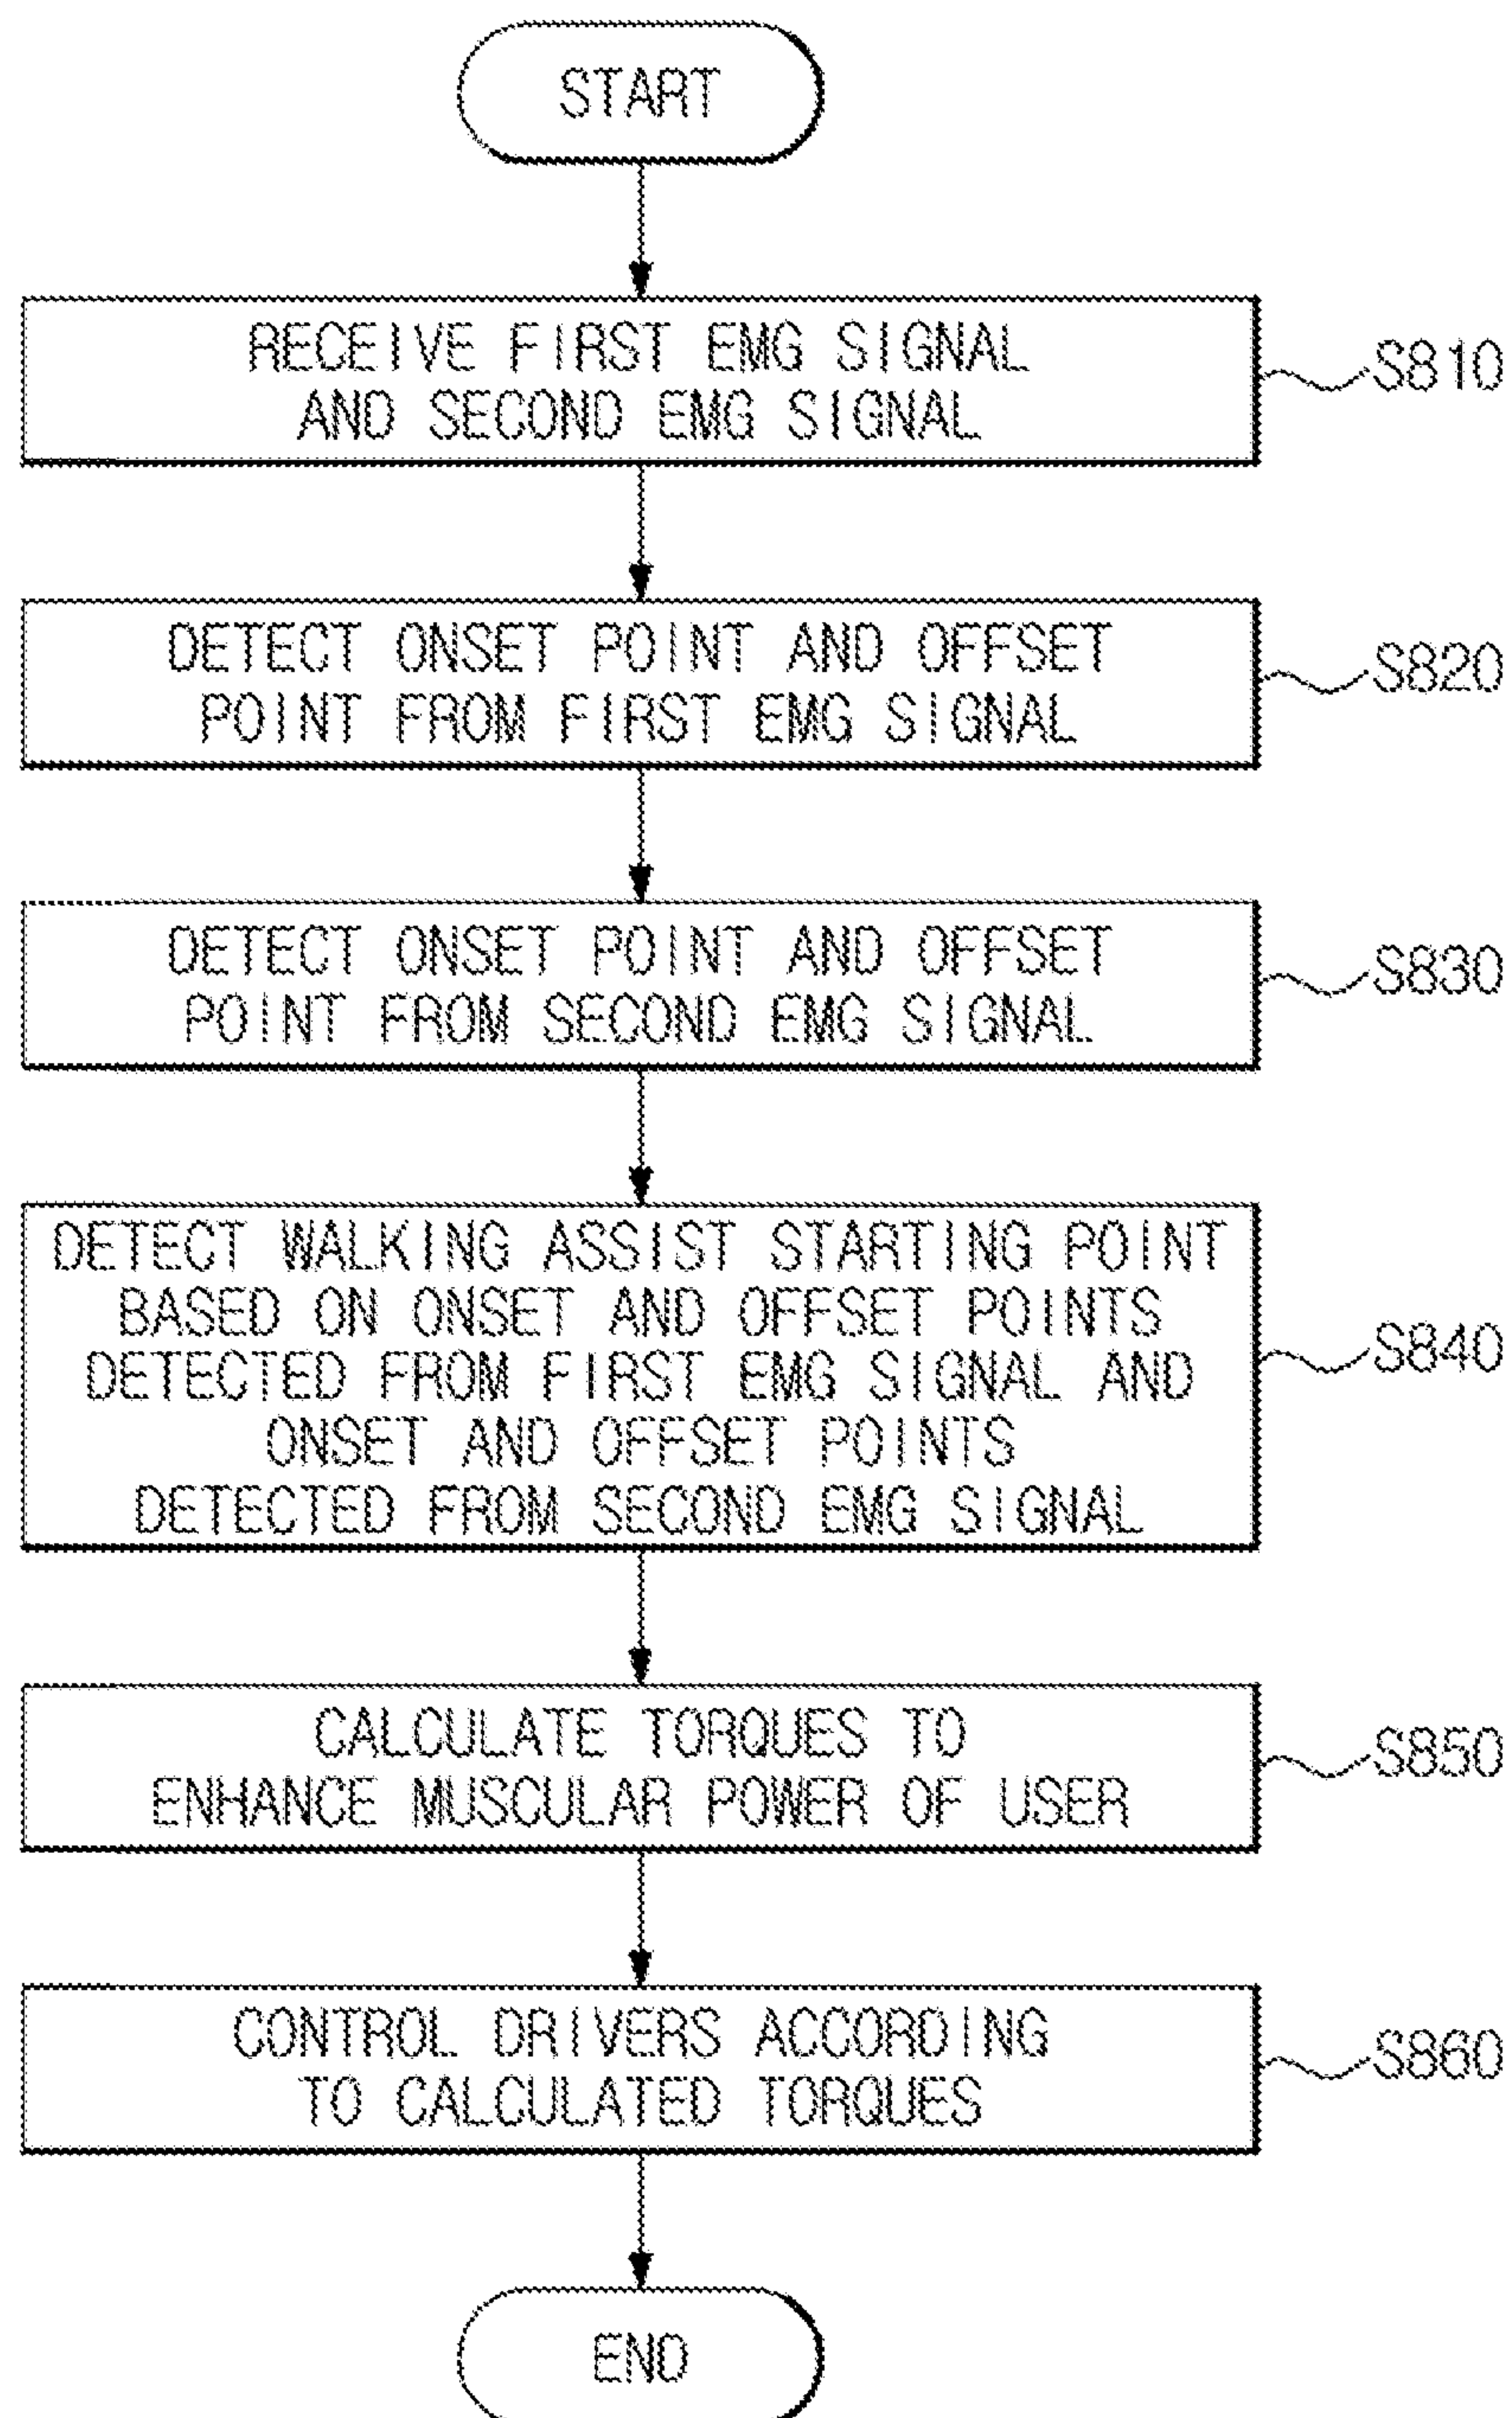 START
RECEIVE FIRST EMG SIGNAL
AND SECOND EMG SIGNAL
S810
DETECT ONSET POINT AND OFFSET
POINT FROM FIRST EMG SIGNAL
S820
DETECT ONSET POINT AND OFFSET
POINT FROM SECOND EMG SIGNAL
S830
DETECT WALKING ASSIST STARTING POINT
BASED ON ONSET AND OFFSET POINTS
DETECTED FROM FIRST EMG SIGNAL AND
ONSET AND OFFSET POINTS
DETECTED FROM SECOND EMG SIGNAL
S840
CALCULATE TORQUES TO
ENHANCE MUSCULAR POWER OF USER
S850
CONTROL DRIVERS ACCORDING
TO CALCULATED TORQUES
S860
END